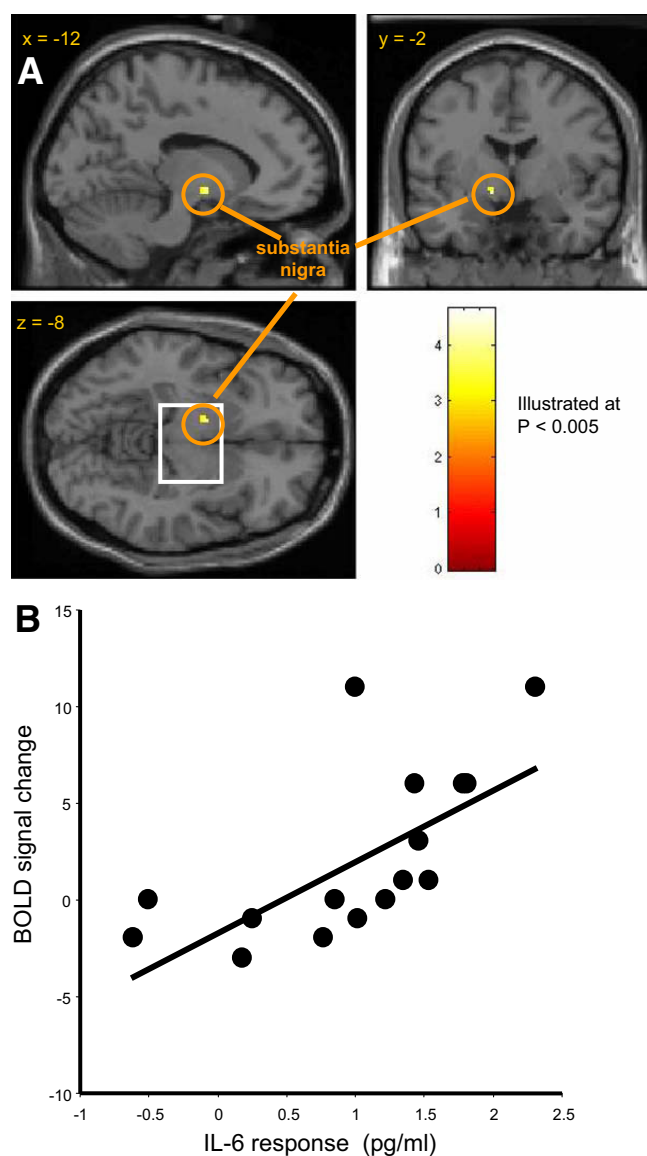 x = -12
y = -2
A
substantia
nigra
z = -8
4
3
2
1
0
Illustrated at
P < 0.005
B
15
10
5
0
-5
-10
BOLD signal change
-1
-0.5
0
0.5
1
1.5
2
2.5
IL-6 response (pg/ml)